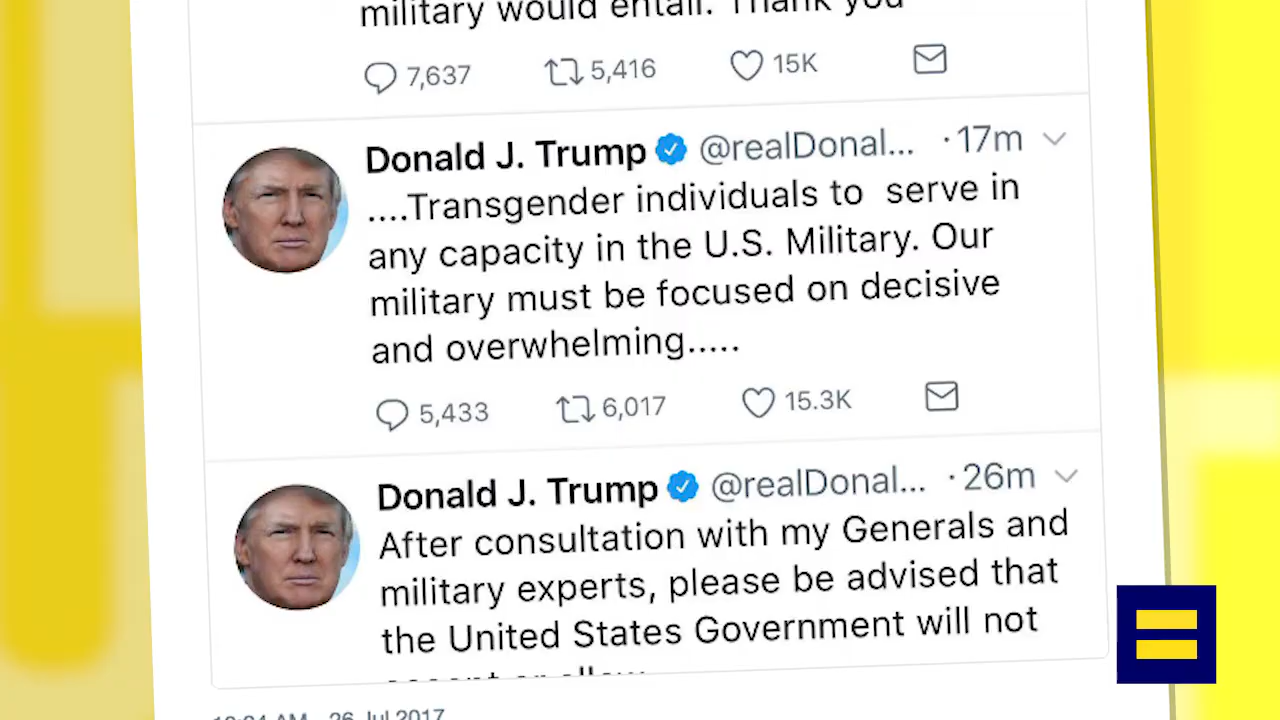 military would entail. Thank you
7,637 5,416 15K
Donald J. Trump @realDonal... · 17m
....Transgender individuals to  serve in
any capacity in the U.S. Military. Our
military must be focused on decisive
and overwhelming.....
5,433 6,017 15.3K
Donald J. Trump @realDonal... · 26m
After consultation with my Generals and
military experts, please be advised that
the United States Government will not
accept or allow
26 Jul 2017